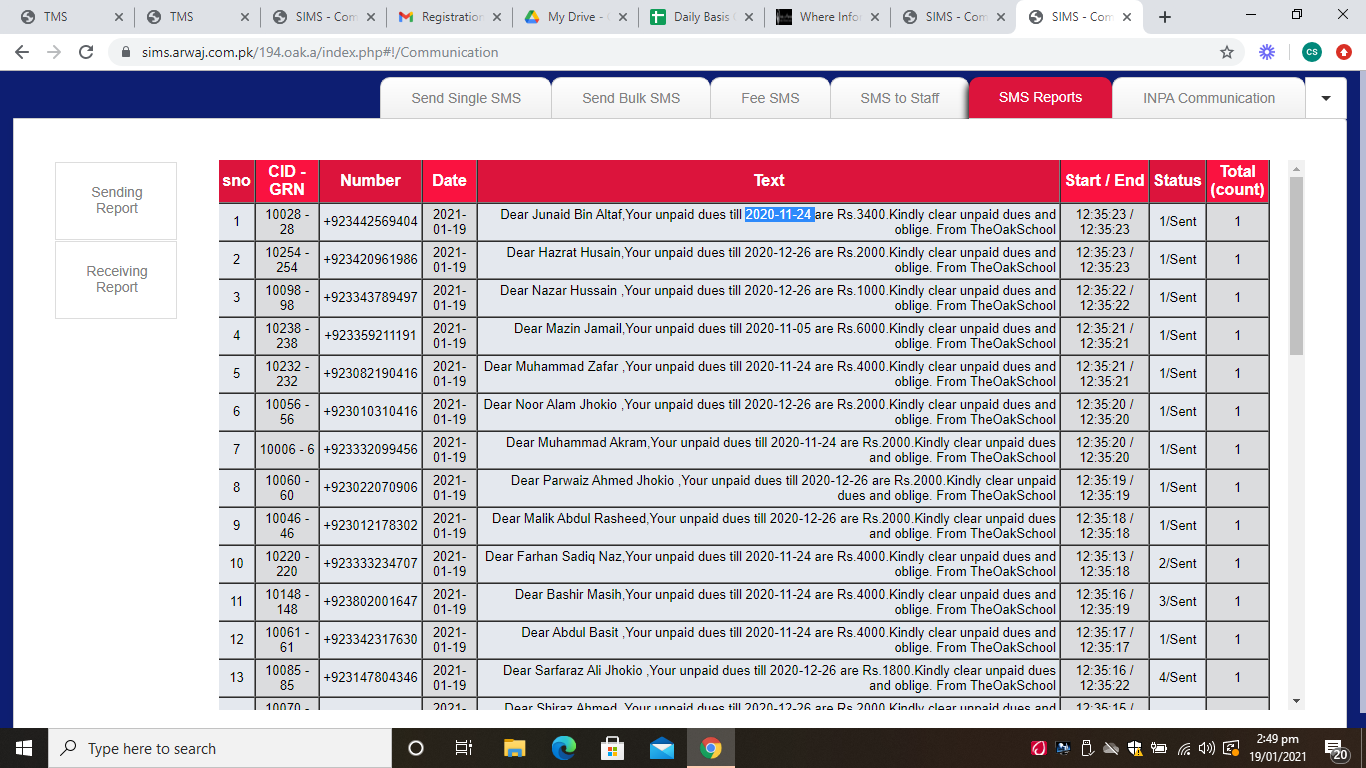 TMS
TMS
SIMS - Com
Registration
My Drive -
Daily Basis
Where Info
SIMS - Com
SIMS - Com
sims.arwaj.com.pk/194.oak.a/index.php#!/Communication
CS
Send Single SMS
Send Bulk SMS
Fee SMS
SMS to Staff
SMS Reports
INPA Communication
Sending
Report
Receiving
Report
sno CID - GRN Number Date Text Start / End Status Total (count)
1 10028 - 28 +923442569404 2021-01-19 Dear Junaid Bin Altaf,Your unpaid dues till 2020-11-24 are Rs.3400.Kindly clear unpaid dues and oblige. From TheOakSchool 12:35:23 / 12:35:23 1/Sent 1
2 10254 - 254 +923420961986 2021-01-19 Dear Hazrat Husain,Your unpaid dues till 2020-12-26 are Rs.2000.Kindly clear unpaid dues and oblige. From TheOakSchool 12:35:23 / 12:35:23 1/Sent 1
3 10098 - 98 +923343789497 2021-01-19 Dear Nazar Hussain ,Your unpaid dues till 2020-12-26 are Rs.1000.Kindly clear unpaid dues and oblige. From TheOakSchool 12:35:22 / 12:35:22 1/Sent 1
4 10238 - 238 +923359211191 2021-01-19 Dear Mazin Jamail,Your unpaid dues till 2020-11-05 are Rs.6000.Kindly clear unpaid dues and oblige. From TheOakSchool 12:35:21 / 12:35:21 1/Sent 1
5 10232 - 232 +923082190416 2021-01-19 Dear Muhammad Zafar ,Your unpaid dues till 2020-11-24 are Rs.4000.Kindly clear unpaid dues and oblige. From TheOakSchool 12:35:21 / 12:35:21 1/Sent 1
6 10056 - 56 +923010310416 2021-01-19 Dear Noor Alam Jhokio ,Your unpaid dues till 2020-12-26 are Rs.2000.Kindly clear unpaid dues and oblige. From TheOakSchool 12:35:20 / 12:35:20 1/Sent 1
7 10006 - 6 +923332099456 2021-01-19 Dear Muhammad Akram,Your unpaid dues till 2020-11-24 are Rs.2000.Kindly clear unpaid dues and oblige. From TheOakSchool 12:35:20 / 12:35:20 1/Sent 1
8 10060 - 60 +923022070906 2021-01-19 Dear Parwaiz Ahmed Jhokio ,Your unpaid dues till 2020-12-26 are Rs.2000.Kindly clear unpaid dues and oblige. From TheOakSchool 12:35:19 / 12:35:19 1/Sent 1
9 10046 - 46 +923012178302 2021-01-19 Dear Malik Abdul Rasheed,Your unpaid dues till 2020-12-26 are Rs.2000.Kindly clear unpaid dues and oblige. From TheOakSchool 12:35:18 / 12:35:18 1/Sent 1
10 10220 - 220 +923333234707 2021-01-19 Dear Farhan Sadiq Naz,Your unpaid dues till 2020-11-24 are Rs.4000.Kindly clear unpaid dues and oblige. From TheOakSchool 12:35:13 / 12:35:18 2/Sent 1
11 10148 - 148 +923802001647 2021-01-19 Dear Bashir Masih,Your unpaid dues till 2020-11-24 are Rs.4000.Kindly clear unpaid dues and oblige. From TheOakSchool 12:35:16 / 12:35:19 3/Sent 1
12 10061 - 61 +923342317630 2021-01-19 Dear Abdul Basit ,Your unpaid dues till 2020-11-24 are Rs.4000.Kindly clear unpaid dues and oblige. From TheOakSchool 12:35:17 / 12:35:17 1/Sent 1
13 10085 - 85 +923147804346 2021-01-19 Dear Sarfaraz Ali Jhokio ,Your unpaid dues till 2020-12-26 are Rs.1800.Kindly clear unpaid dues and oblige. From TheOakSchool 12:35:16 / 12:35:22 4/Sent 1
10070 - 2021- Dear Shiraz Ahmed, Your unpaid dues till 2020-12-26 are Rs.2000.Kindly clear unpaid dues and 12:35:15 /
Type here to search
2:49 pm
19/01/2021
20